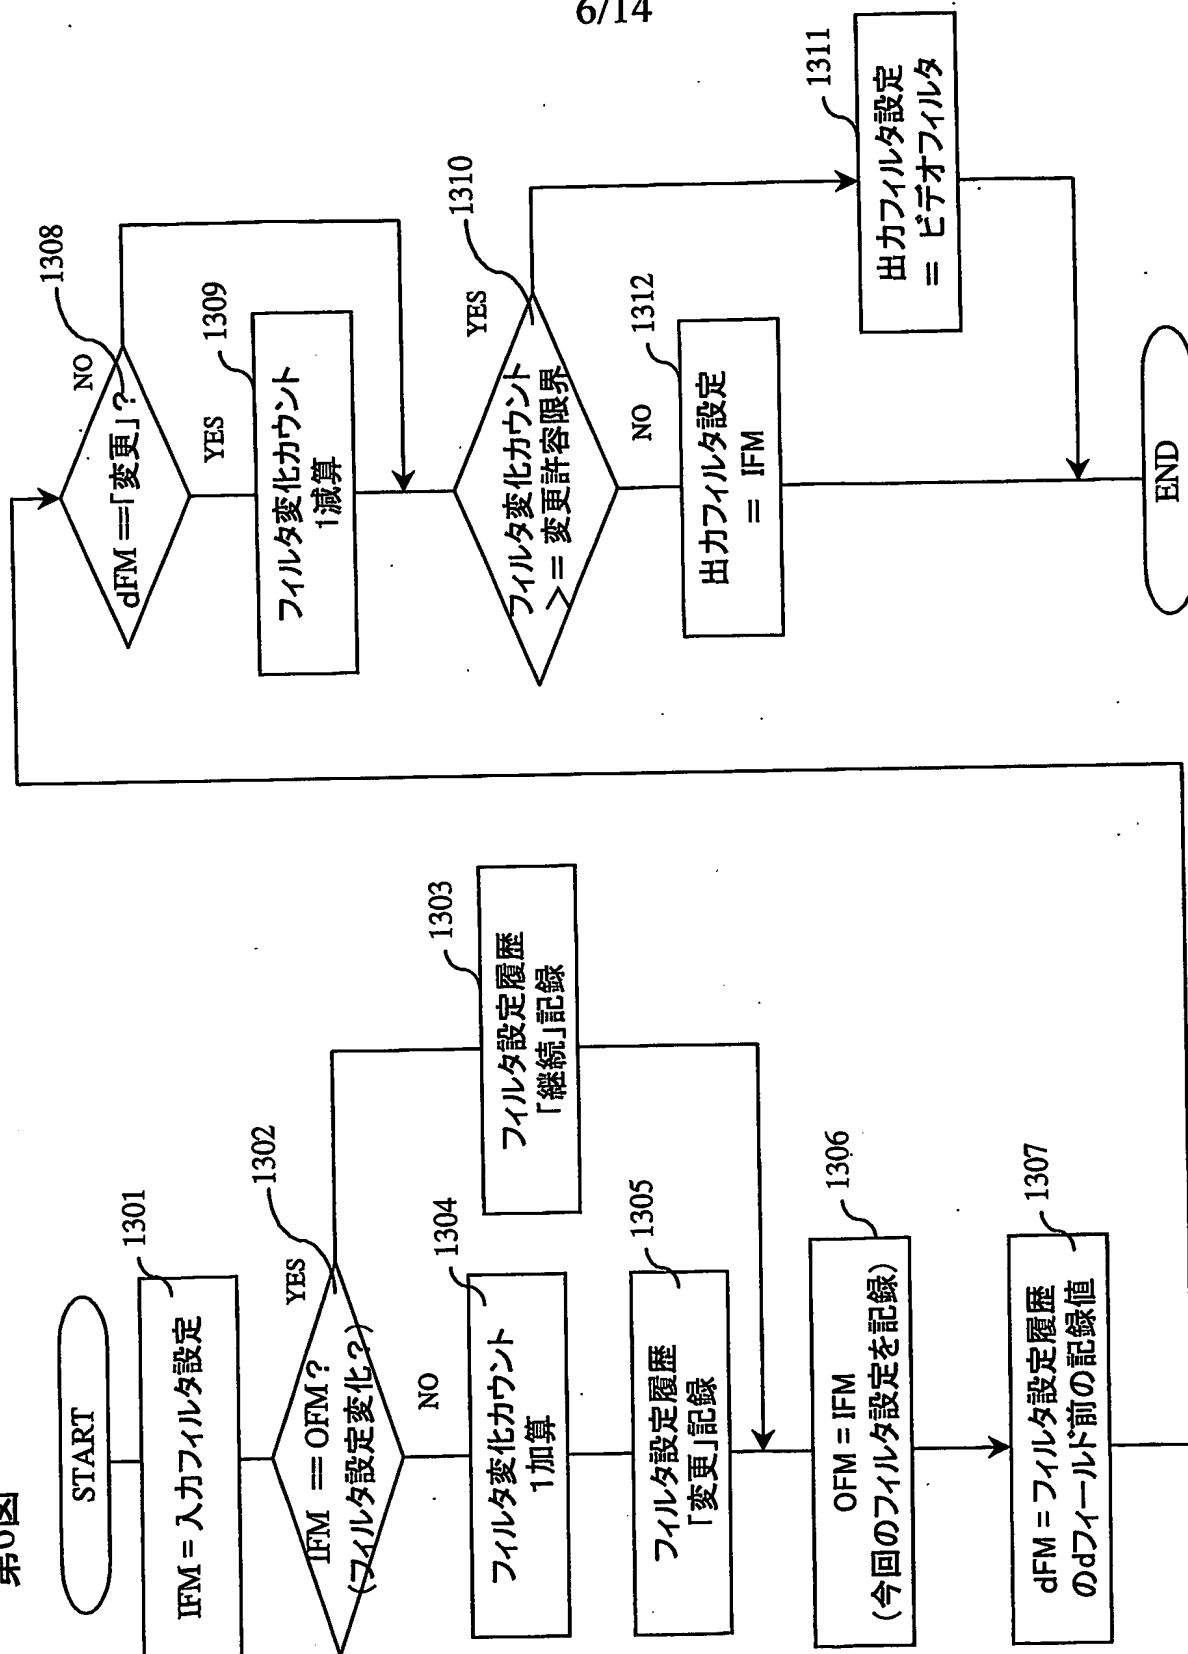 6/14
第6図
START
1301
IFM = 入力フィルタ設定
1302
IFM == OFM?
(フィルタ設定変化?)
YES
NO
1303
フィルタ設定履歴
「継続」記録
1304
フィルタ変化カウント
1加算
1305
フィルタ設定履歴
「変更」記録
1306
OFM = IFM
(今回のフィルタ設定を記録)
1307
dFM = フィルタ設定履歴
のdフィールド前の記録値
1308
dFM ==「変更」?
NO
YES
1309
フィルタ変化カウント
1減算
1310
フィルタ変化カウント
>= 変更許容限界
YES
NO
1311
出力フィルタ設定
= ビデオフィルタ
1312
出力フィルタ設定
= IFM
END